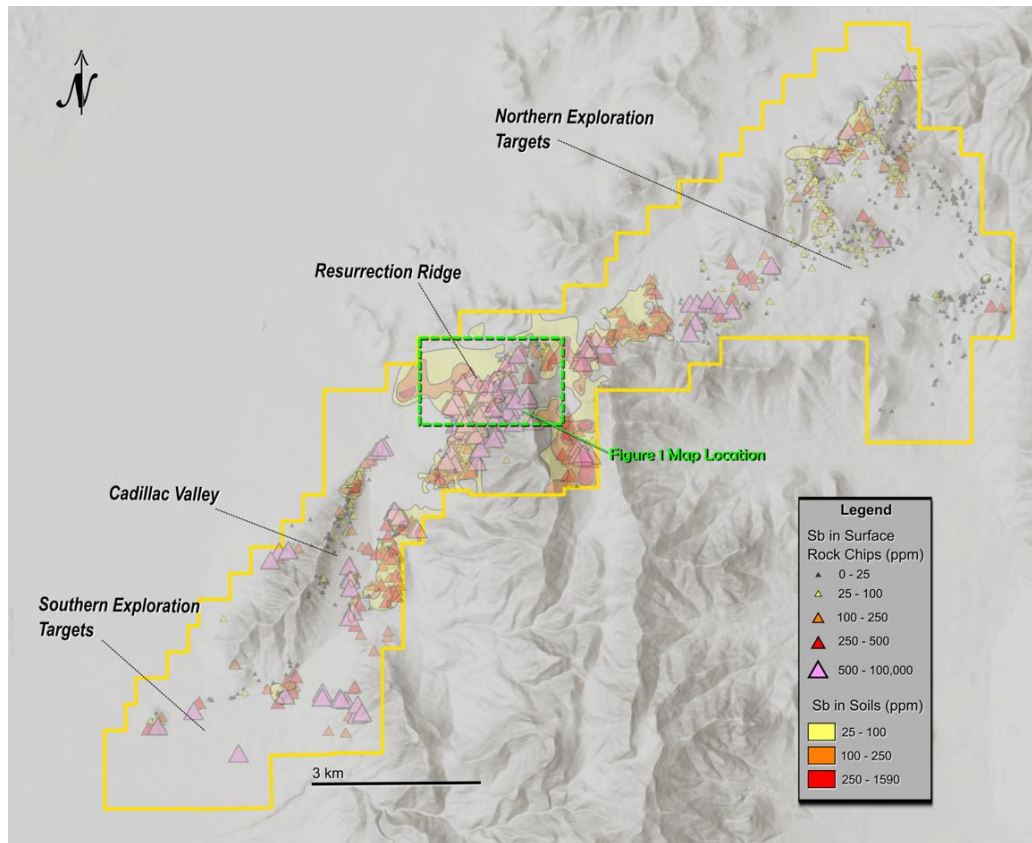 N
Northern Exploration
Targets
Resurrection Ridge
Figure 1 Map Location
Cadillac Valley
Southern Exploration
Targets
3 km
Legend
Sb in Surface
Rock Chips (ppm)
0 - 25
25 - 100
100 - 250
250 - 500
500 - 100,000
Sb in Soils (ppm)
25 - 100
100 - 250
250 - 1590